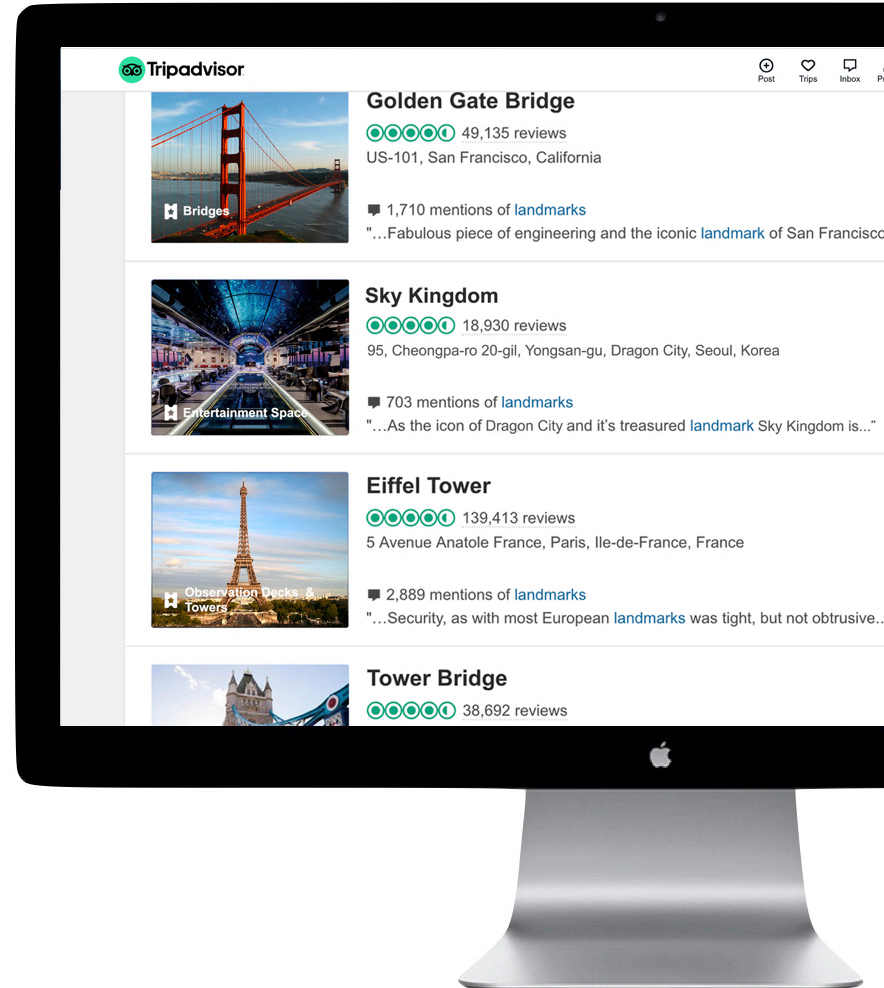 Tripadvisor
Post
Trips
Inbox
Golden Gate Bridge
49,135 reviews
US-101, San Francisco, California
Bridges
1,710 mentions of landmarks
"…Fabulous piece of engineering and the iconic landmark of San Francisco
Sky Kingdom
18,930 reviews
95, Cheongpa-ro 20-gil, Yongsan-gu, Dragon City, Seoul, Korea
Entertainment Space
703 mentions of landmarks
"…As the icon of Dragon City and it's treasured landmark Sky Kingdom is..."
Eiffel Tower
139,413 reviews
5 Avenue Anatole France, Paris, Ile-de-France, France
Observation Decks &
Towers
2,889 mentions of landmarks
"…Security, as with most European landmarks was tight, but not obtrusive..
Tower Bridge
38,692 reviews